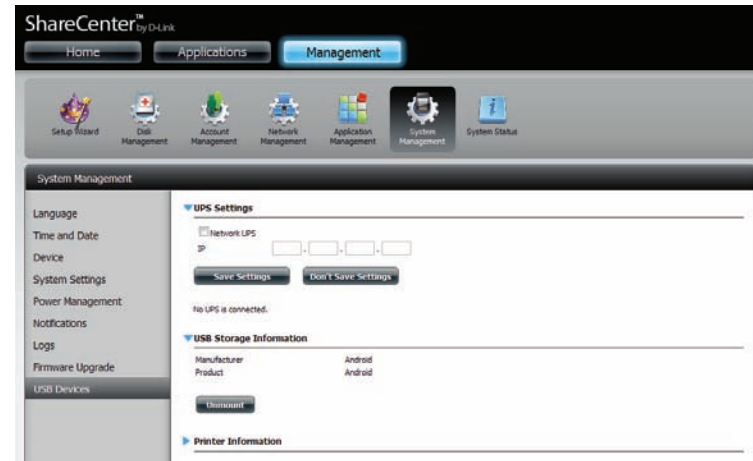 ShareCenter™ by D-Link
Home Applications Management
Setup Wizard Disk Management Account Management Network Management Application Management System Management System Status
System Management
Language
Time and Date
Device
System Settings
Power Management
Notifications
Logs
Firmware Upgrade
USB Devices
UPS Settings
Network UPS
IP . . .
Save Settings Don't Save Settings
No UPS is connected.
USB Storage Information
Manufacturer Android
Product Android
Unmount
Printer Information